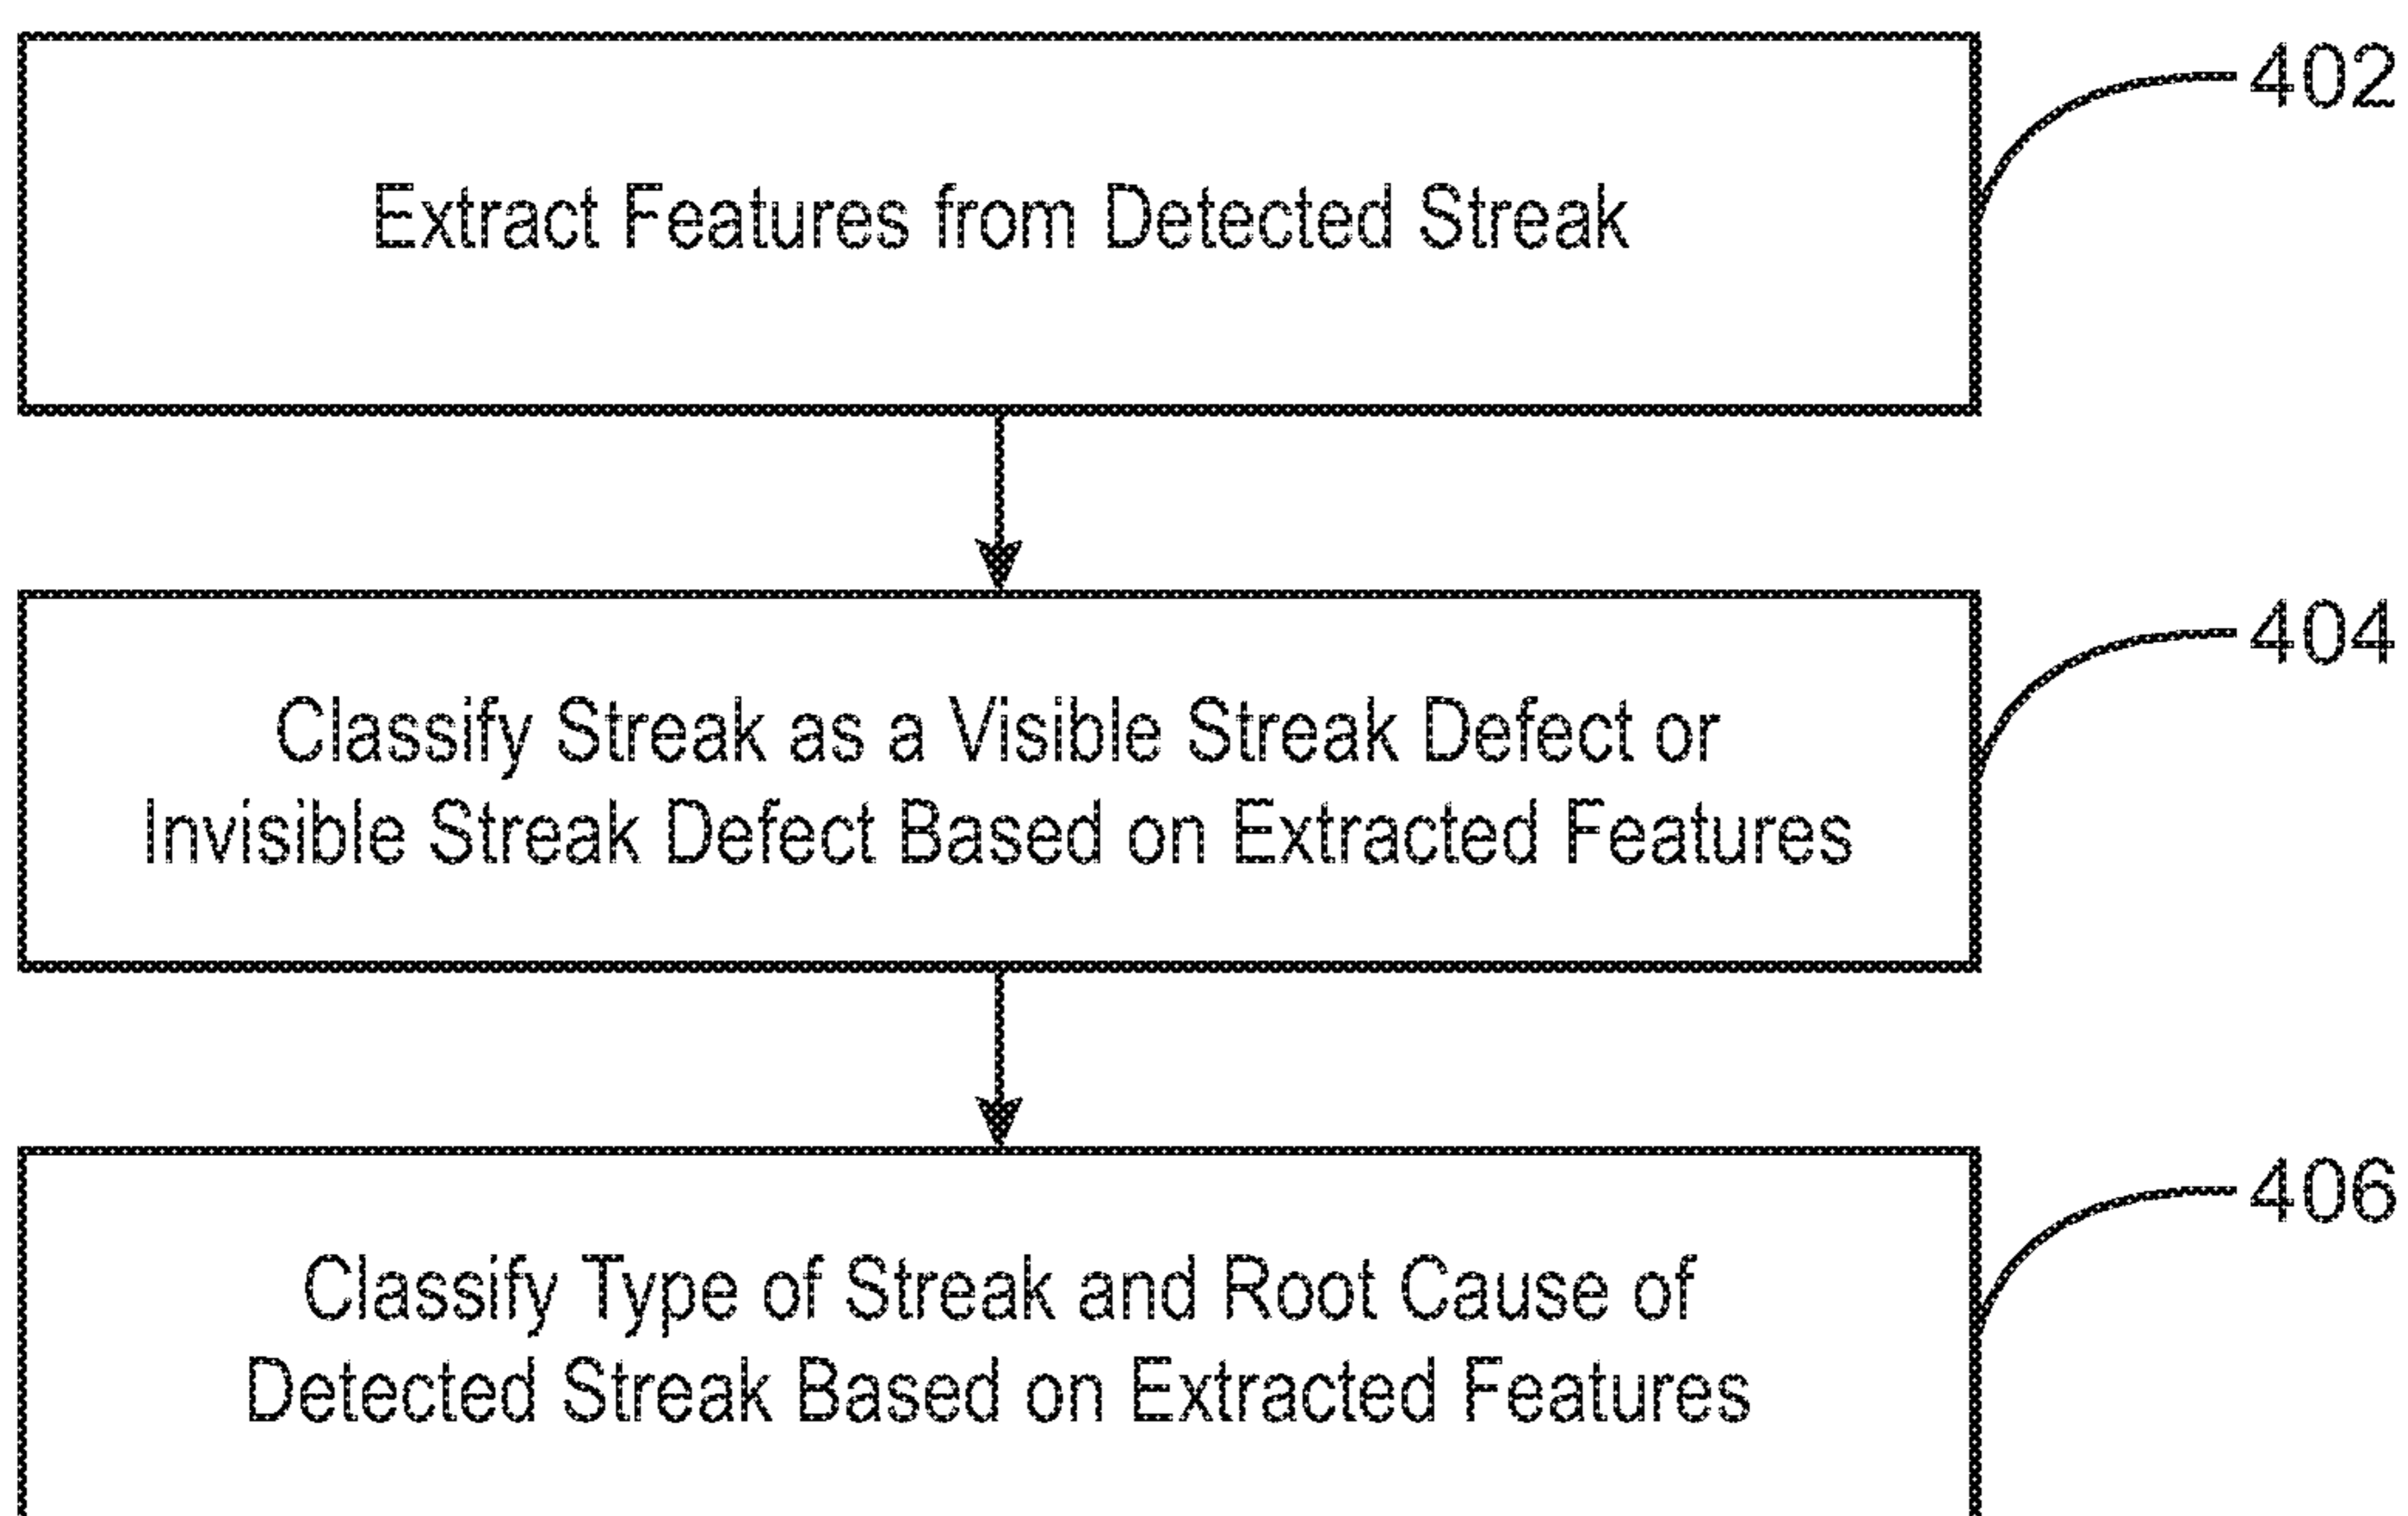 402
Extract Features from Detected Streak
404
Classify Streak as a Visible Streak Defect or
Invisible Streak Defect Based on Extracted Features
406
Classify Type of Streak and Root Cause of
Detected Streak Based on Extracted Features